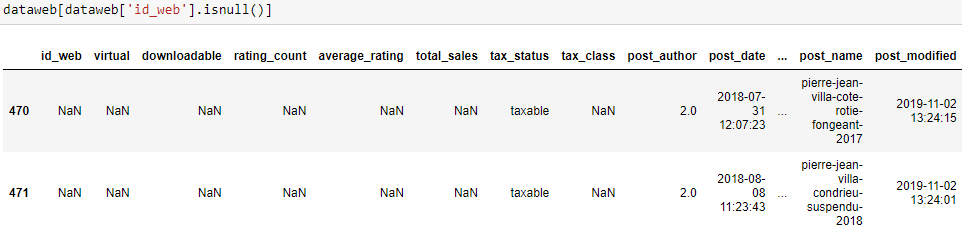 dataweb[dataweb['id_web'].isnull()]
id_web virtual downloadable rating_count average_rating total_sales tax_status tax_class post_author post_date ... post_name post_modified
470 NaN NaN NaN NaN NaN NaN taxable NaN 2.0 2018-07-31 12:07:23 ... pierre-jean-villa-cote-rotie-fongeant-2017 2019-11-02 13:24:15
471 NaN NaN NaN NaN NaN NaN taxable NaN 2.0 2018-08-08 11:23:43 ... pierre-jean-villa-condrieu-suspendu-2018 2019-11-02 13:24:01